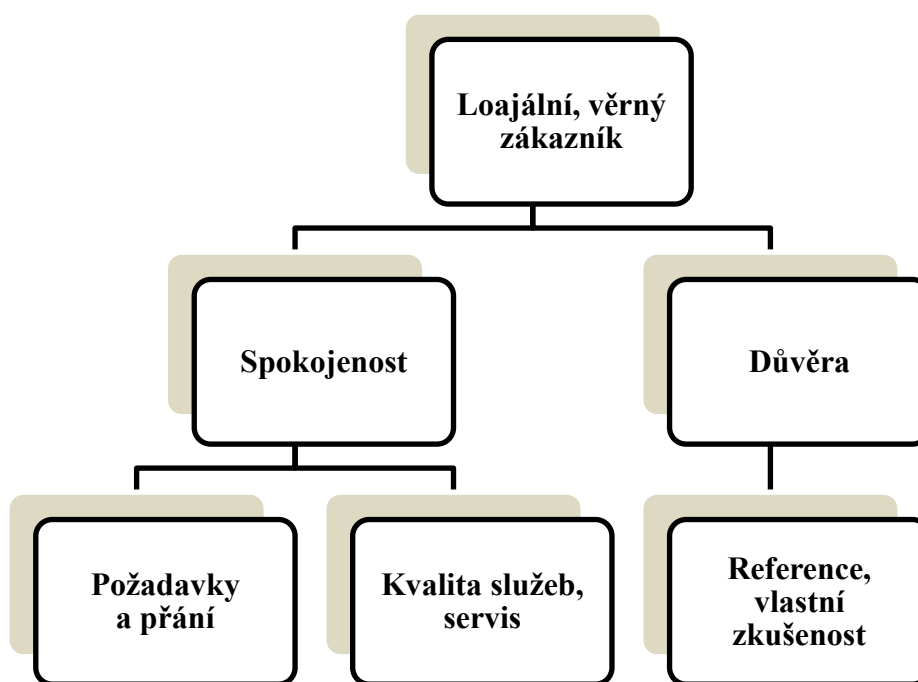 Loajální, věrný
zákazník
Spokojenost
Důvěra
Požadavky
a přání
Kvalita služeb,
servis
Reference,
vlastní
zkušenost